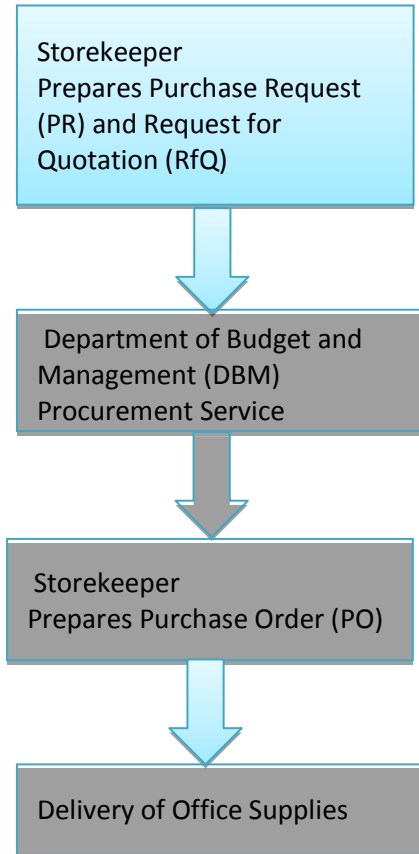 Storekeeper
Prepares Purchase Request
(PR) and Request for
Quotation (RfQ)
Department of Budget and
Management (DBM)
Procurement Service
Storekeeper
Prepares Purchase Order (PO)
Delivery of Office Supplies